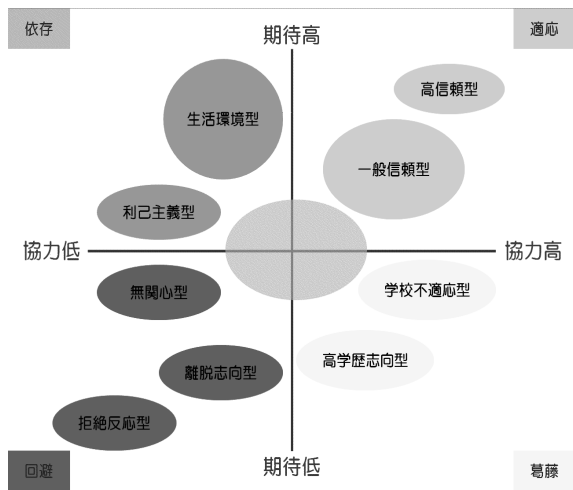 依存
期待高
適応
高信頼型
生活環境型
一般信頼型
利己主義型
協力低
協力高
無関心型
学校不適応型
高学歴志向型
離脱志向型
拒絶反応型
回避
期待低
葛藤